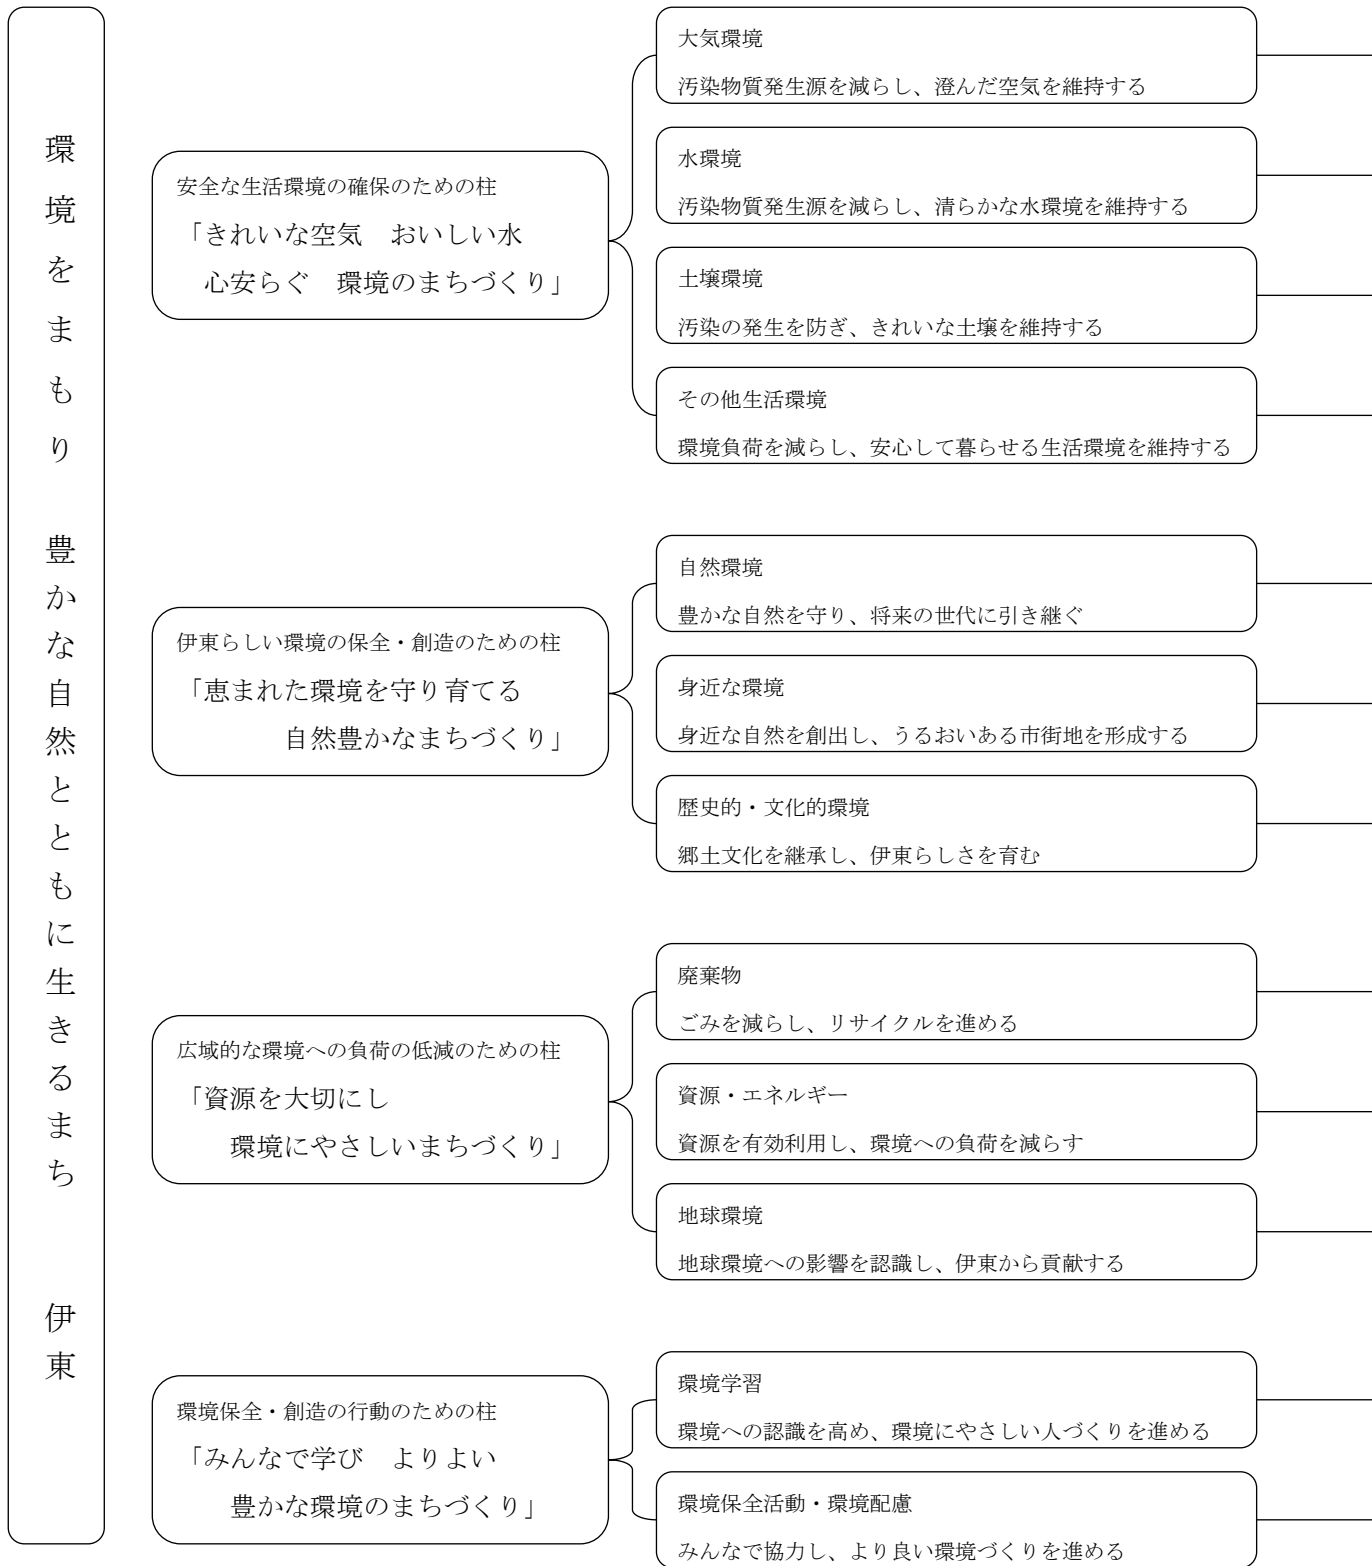 環境をまもり　豊かな自然とともに生きるまち　伊東
安全な生活環境の確保のための柱
「きれいな空気　おいしい水
心安らぐ　環境のまちづくり」
大気環境
汚染物質発生源を減らし、澄んだ空気を維持する
水環境
汚染物質発生源を減らし、清らかな水環境を維持する
土壌環境
汚染の発生を防ぎ、きれいな土壌を維持する
その他生活環境
環境負荷を減らし、安心して暮らせる生活環境を維持する
伊東らしい環境の保全・創造のための柱
「恵まれた環境を守り育てる
自然豊かなまちづくり」
自然環境
豊かな自然を守り、将来の世代に引き継ぐ
身近な環境
身近な自然を創出し、うるおいある市街地を形成する
歴史的・文化的環境
郷土文化を継承し、伊東らしさを育む
広域的な環境への負荷の低減のための柱
「資源を大切にし
環境にやさしいまちづくり」
廃棄物
ごみを減らし、リサイクルを進める
資源・エネルギー
資源を有効利用し、環境への負荷を減らす
地球環境
地球環境への影響を認識し、伊東から貢献する
環境保全・創造の行動のための柱
「みんなで学び　よりよい
豊かな環境のまちづくり」
環境学習
環境への認識を高め、環境にやさしい人づくりを進める
環境保全活動・環境配慮
みんなで協力し、より良い環境づくりを進める